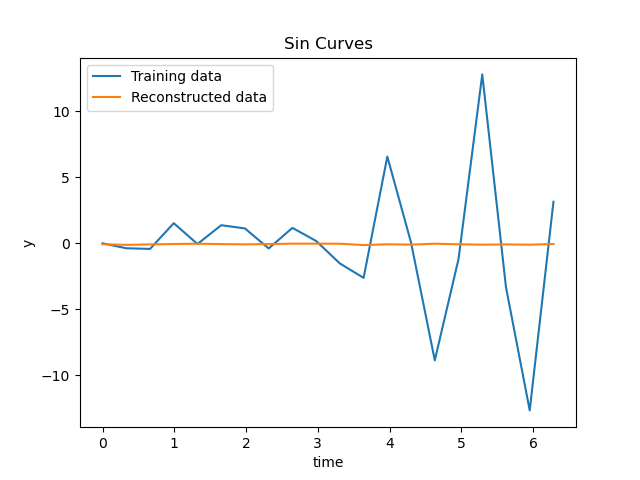 Sin Curves
Training data
Reconstructed data
10
5
0
−5
−10
y
0 1 2 3 4 5 6
time